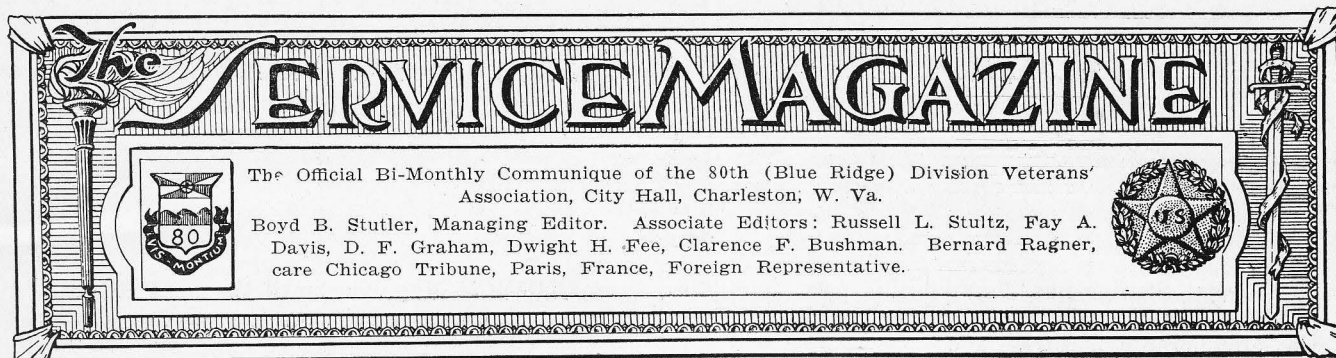 The SERVICE MAGAZINE
The Official Bi-Monthly Communique of the 80th (Blue Ridge) Division Veterans'
Association, City Hall, Charleston, W. Va.
Boyd B. Stutler, Managing Editor. Associate Editors: Russell L. Stultz, Fay A.
Davis, D. F. Graham, Dwight H. Fee, Clarence F. Bushman. Bernard Ragner,
care Chicago Tribune, Paris, France, Foreign Representative.
80
VIS MONTIUM
US